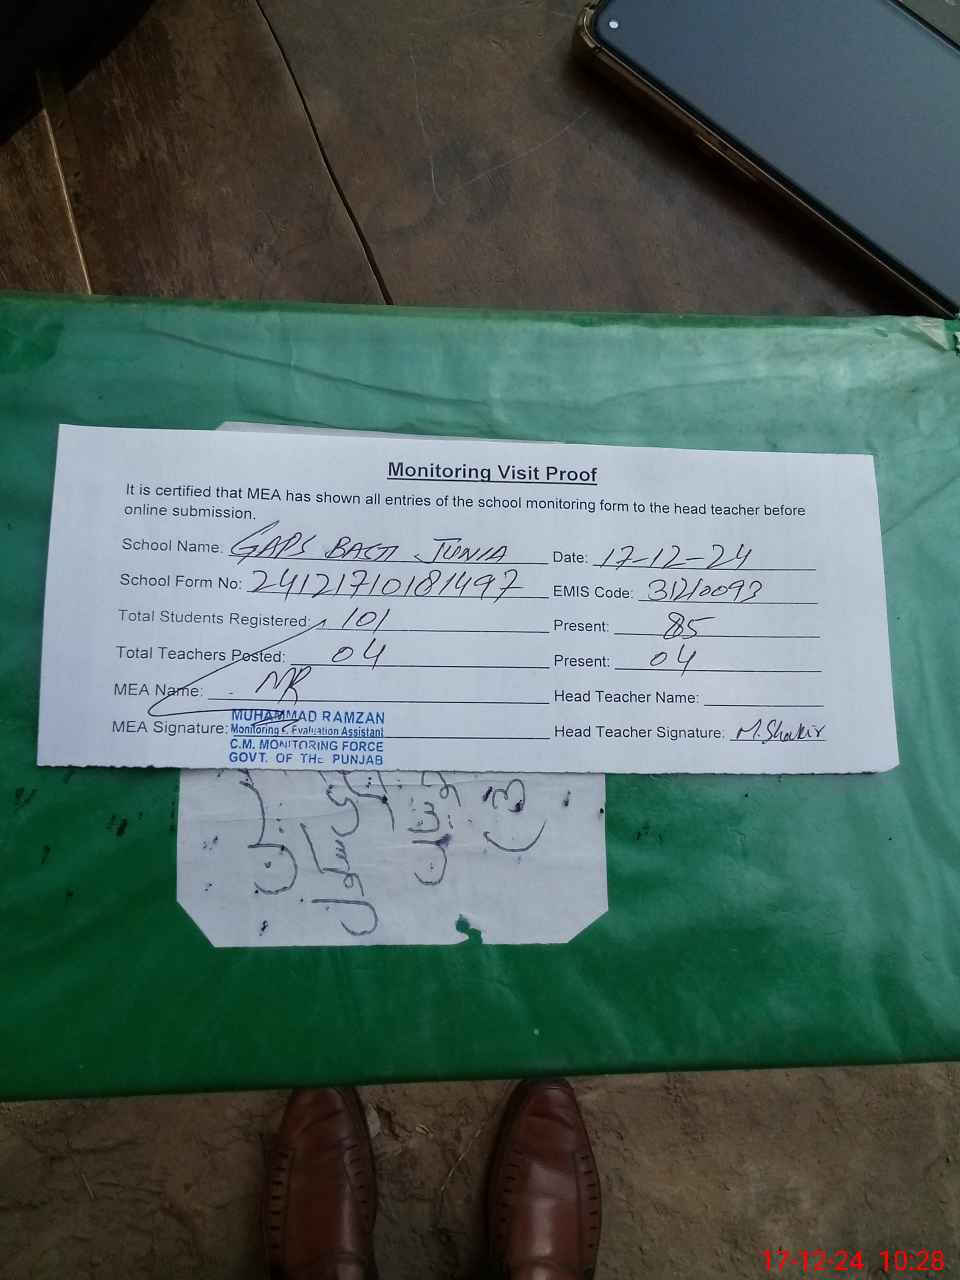 Monitoring Visit Proof
It is certified that MEA has shown all entries of the school monitoring form to the head teacher before
online submission.
School Name: GAPS BASTI JUNIA Date: 17-12-24
School Form No: 24121710181497 EMIS Code: 31210093
Total Students Registered: 101 Present: 85
Total Teachers Posted: 04 Present: 04
MEA Name: MR Head Teacher Name:
MEA Signature: Head Teacher Signature: M. Shakir
MUHAMMAD RAMZAN
Monitoring & Evaluation Assistant
C.M. MONITORING FORCE
GOVT. OF THE PUNJAB
17-12-24 10:28